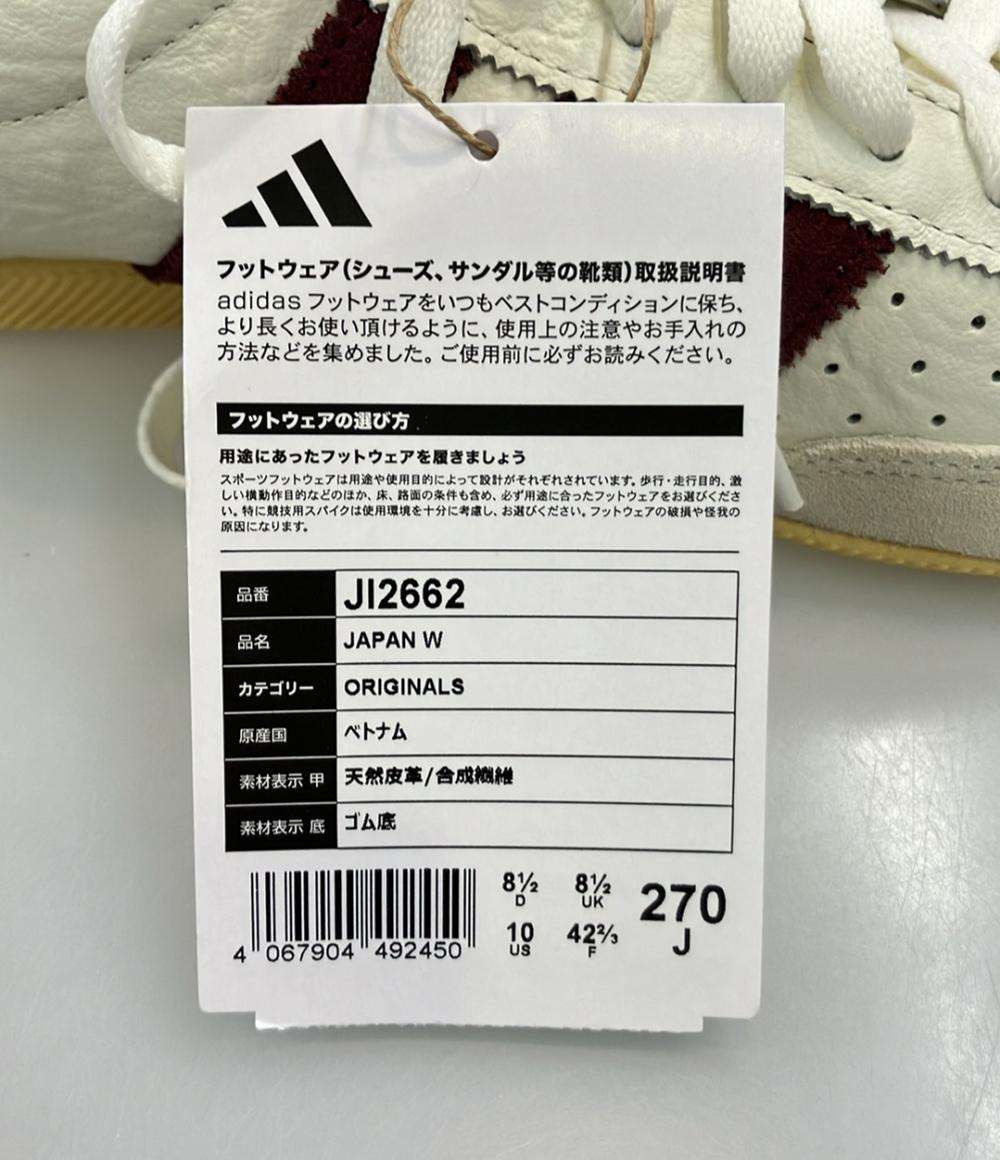 フットウェア(シューズ、サンダル等の靴類)取扱説明書
adidas フットウェアをいつもベストコンディションに保ち、
より長くお使い頂けるように、使用上の注意やお手入れの
方法などを集めました。ご使用前に必ずお読みください。
フットウェアの選び方
用途にあったフットウェアを履きましょう
スポーツフットウェアは用途や使用目的によって設計がそれぞれされています。歩行・走行目的、激
しい横動作目的などのほか、床、路面の条件も含め、必ず用途に合ったフットウェアをお選びくださ
い。特に競技用スパイクは使用環境を十分に考慮し、お選びください。フットウェアの破損や怪我の
原因になります。
品番 JI2662
品名 JAPAN W
カテゴリー ORIGINALS
原産国 ベトナム
素材表示 甲 天然皮革/合成繊維
素材表示 底 ゴム底
8½ 8½ 270
D UK
10 42⅔ J
US F
4 067904 492450